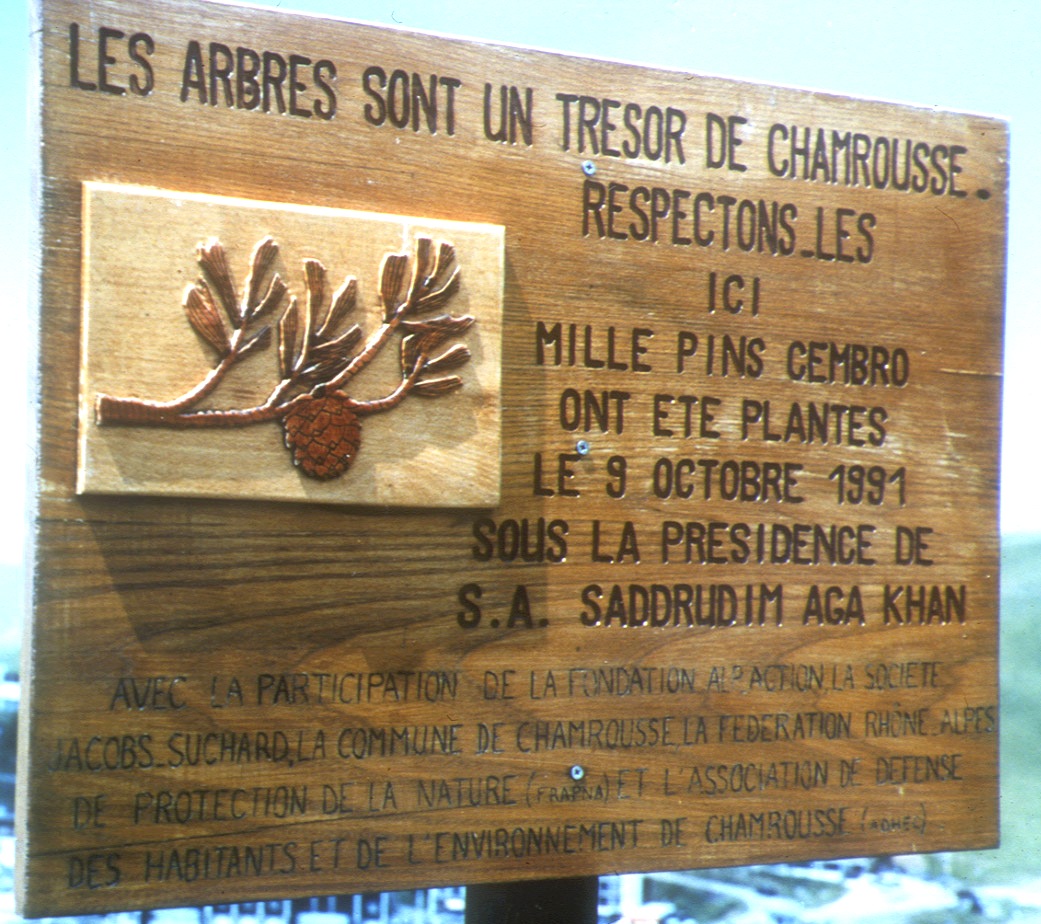 LES ARBRES SONT UN TRESOR DE CHAMROUSSE.
RESPECTONS_LES
ICI
MILLE PINS CEMBRO
ONT ETE PLANTES
LE 9 OCTOBRE 1991
SOUS LA PRESIDENCE DE
S.A. SADDRUDIM AGA KHAN
AVEC LA PARTICIPATION DE LA FONDATION ALP ACTION, LA SOCIETE
JACOBS_SUCHARD, LA COMMUNE DE CHAMROUSSE, LA FEDERATION RHÔNE_ALPES
DE PROTECTION DE LA NATURE (FRAPNA) ET L'ASSOCIATION DE DEFENSE
DES HABITANTS ET DE L'ENVIRONNEMENT DE CHAMROUSSE (ADHEC).